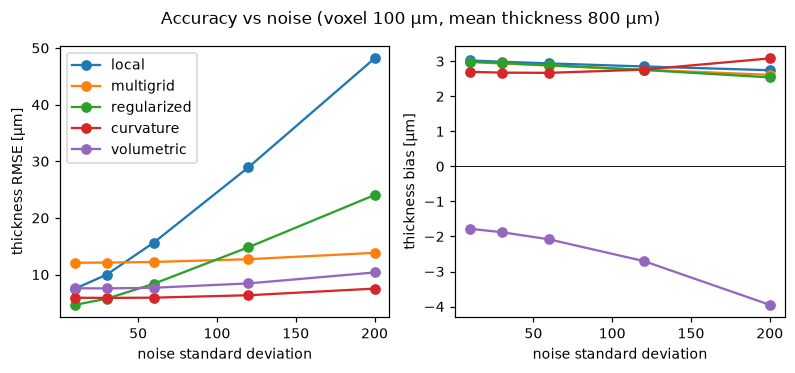 Accuracy vs noise (voxel 100 µm, mean thickness 800 µm)
thickness RMSE [µm]
50
40
30
20
10
local
multigrid
regularized
curvature
volumetric
50
100
150
200
noise standard deviation
thickness bias [µm]
3
2
1
0
−1
−2
−3
−4
50
100
150
200
noise standard deviation